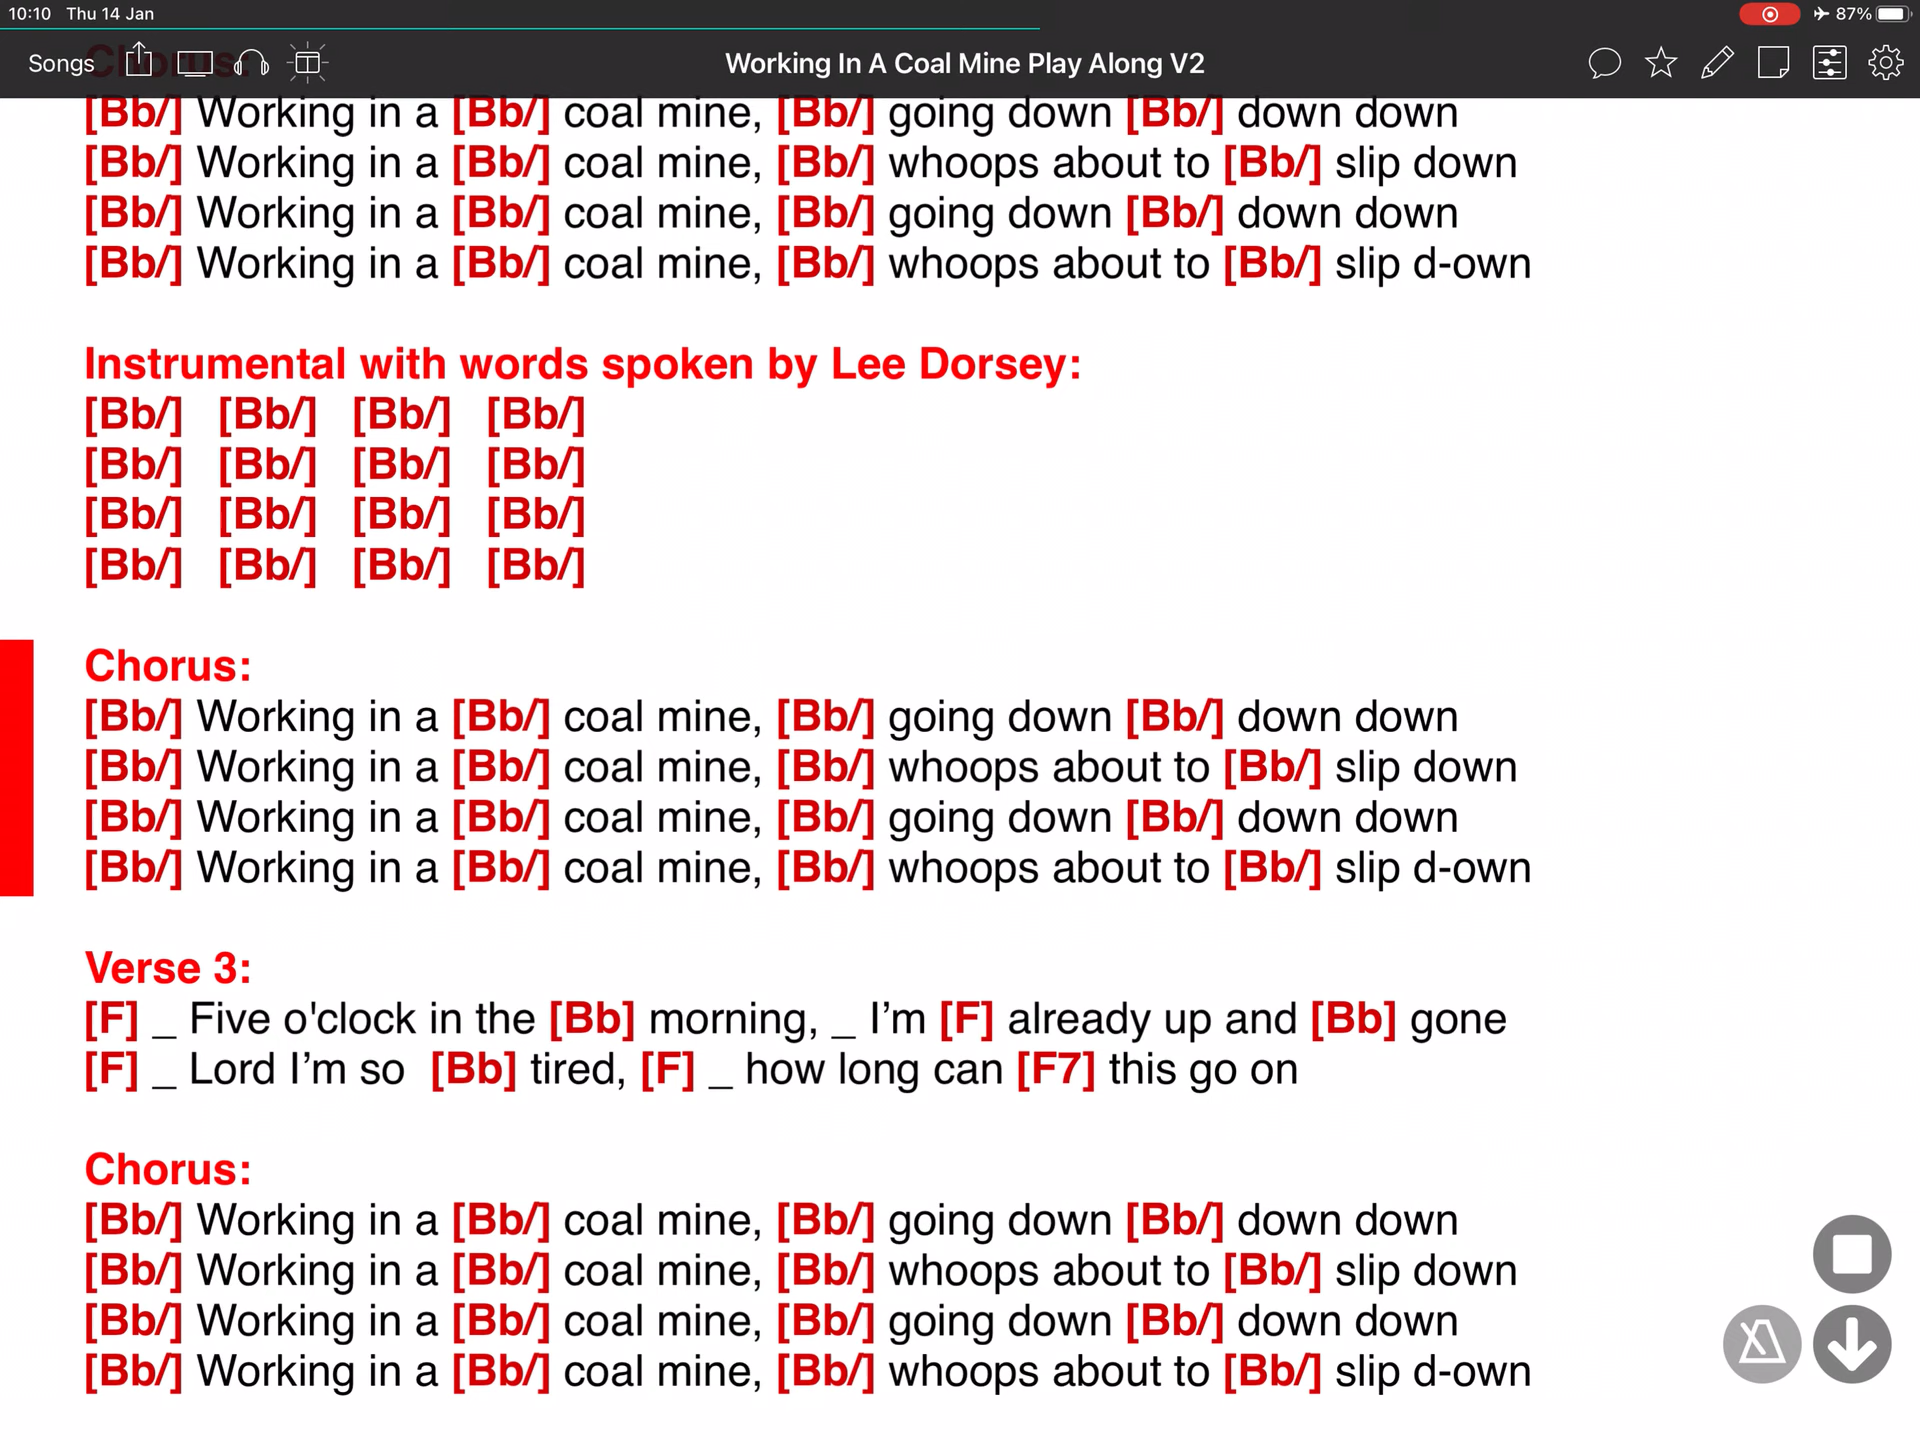 10:10 Thu 14 Jan 87%
Songs Working In A Coal Mine Play Along V2
Chorus:
[Bb/] Working in a [Bb/] coal mine, [Bb/] going down [Bb/] down down
[Bb/] Working in a [Bb/] coal mine, [Bb/] whoops about to [Bb/] slip down
[Bb/] Working in a [Bb/] coal mine, [Bb/] going down [Bb/] down down
[Bb/] Working in a [Bb/] coal mine, [Bb/] whoops about to [Bb/] slip d-own
Instrumental with words spoken by Lee Dorsey:
[Bb/] [Bb/] [Bb/] [Bb/]
[Bb/] [Bb/] [Bb/] [Bb/]
[Bb/] [Bb/] [Bb/] [Bb/]
[Bb/] [Bb/] [Bb/] [Bb/]
Chorus:
[Bb/] Working in a [Bb/] coal mine, [Bb/] going down [Bb/] down down
[Bb/] Working in a [Bb/] coal mine, [Bb/] whoops about to [Bb/] slip down
[Bb/] Working in a [Bb/] coal mine, [Bb/] going down [Bb/] down down
[Bb/] Working in a [Bb/] coal mine, [Bb/] whoops about to [Bb/] slip d-own
Verse 3:
[F] _ Five o'clock in the [Bb] morning, _ I’m [F] already up and [Bb] gone
[F] _ Lord I’m so [Bb] tired, [F] _ how long can [F7] this go on
Chorus:
[Bb/] Working in a [Bb/] coal mine, [Bb/] going down [Bb/] down down
[Bb/] Working in a [Bb/] coal mine, [Bb/] whoops about to [Bb/] slip down
[Bb/] Working in a [Bb/] coal mine, [Bb/] going down [Bb/] down down
[Bb/] Working in a [Bb/] coal mine, [Bb/] whoops about to [Bb/] slip d-own